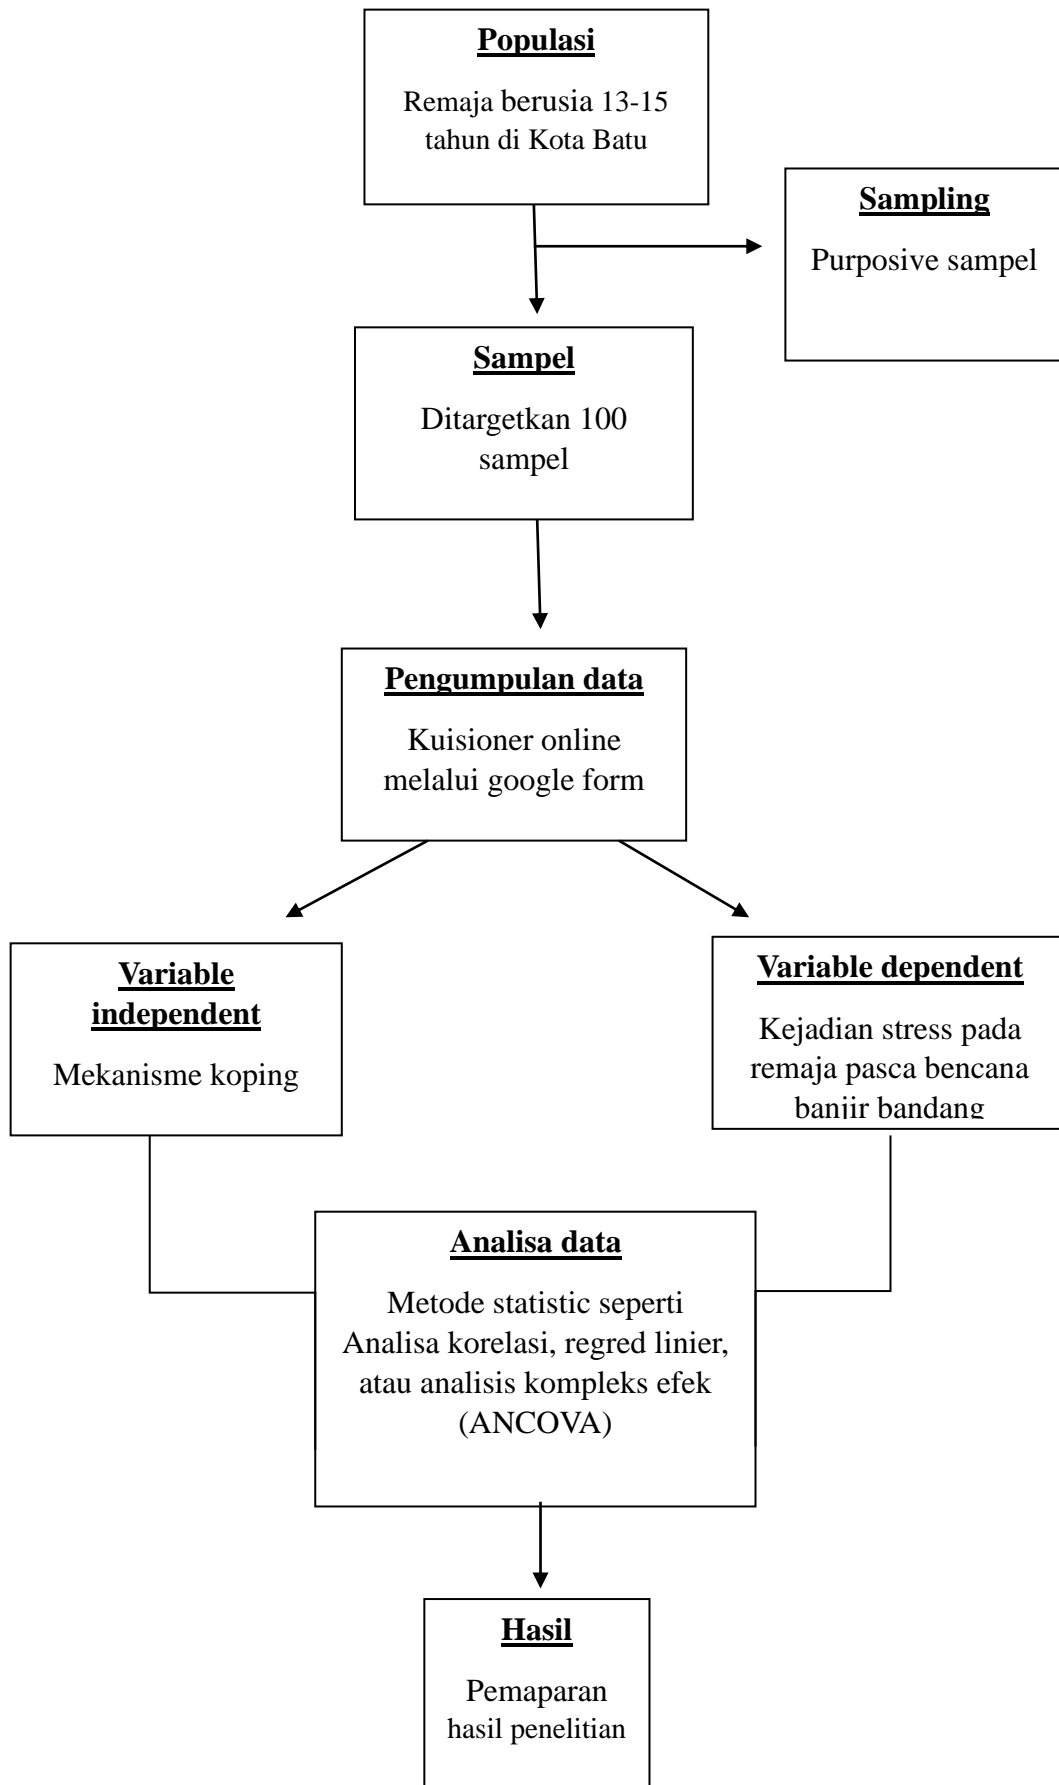 Populasi
Remaja berusia 13-15
tahun di Kota Batu
Sampling
Purposive sampel
Sampel
Ditargetkan 100
sampel
Pengumpulan data
Kuisioner online
melalui google form
Variable
independent
Mekanisme koping
Variable dependent
Kejadian stress pada
remaja pasca bencana
banjir bandang
Analisa data
Metode statistic seperti
Analisa korelasi, regred linier,
atau analisis kompleks efek
(ANCOVA)
Hasil
Pemaparan
hasil penelitian